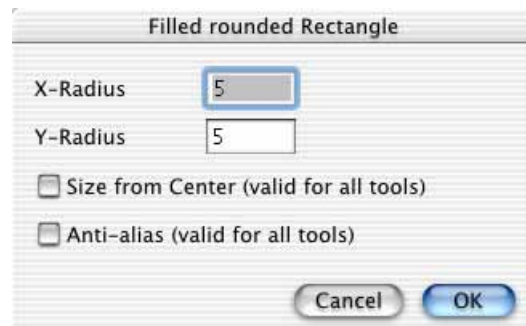 Filled rounded Rectangle
X-Radius 5
Y-Radius 5
Size from Center (valid for all tools)
Anti-alias (valid for all tools)
Cancel OK